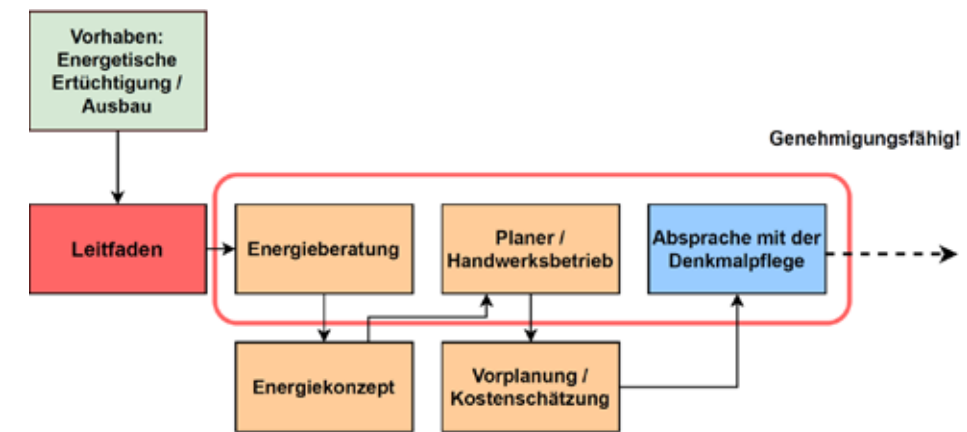 Vorhaben:
Energetische
Ertüchtigung /
Ausbau
Genehmigungsfähig!
Leitfaden
Energieberatung
Planer /
Handwerksbetrieb
Absprache mit der
Denkmalpflege
Energiekonzept
Vorplanung /
Kostenschätzung